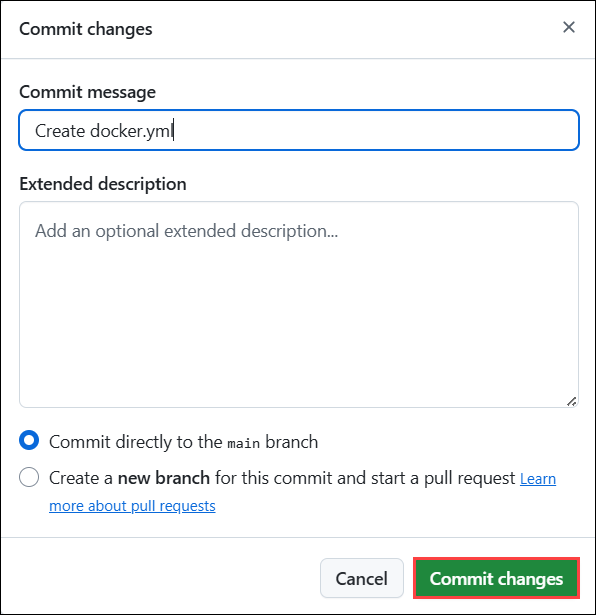 Commit changes
Commit message
Create docker.yml
Extended description
Add an optional extended description...
Commit directly to the main branch
Create a new branch for this commit and start a pull request Learn
more about pull requests
Cancel
Commit changes